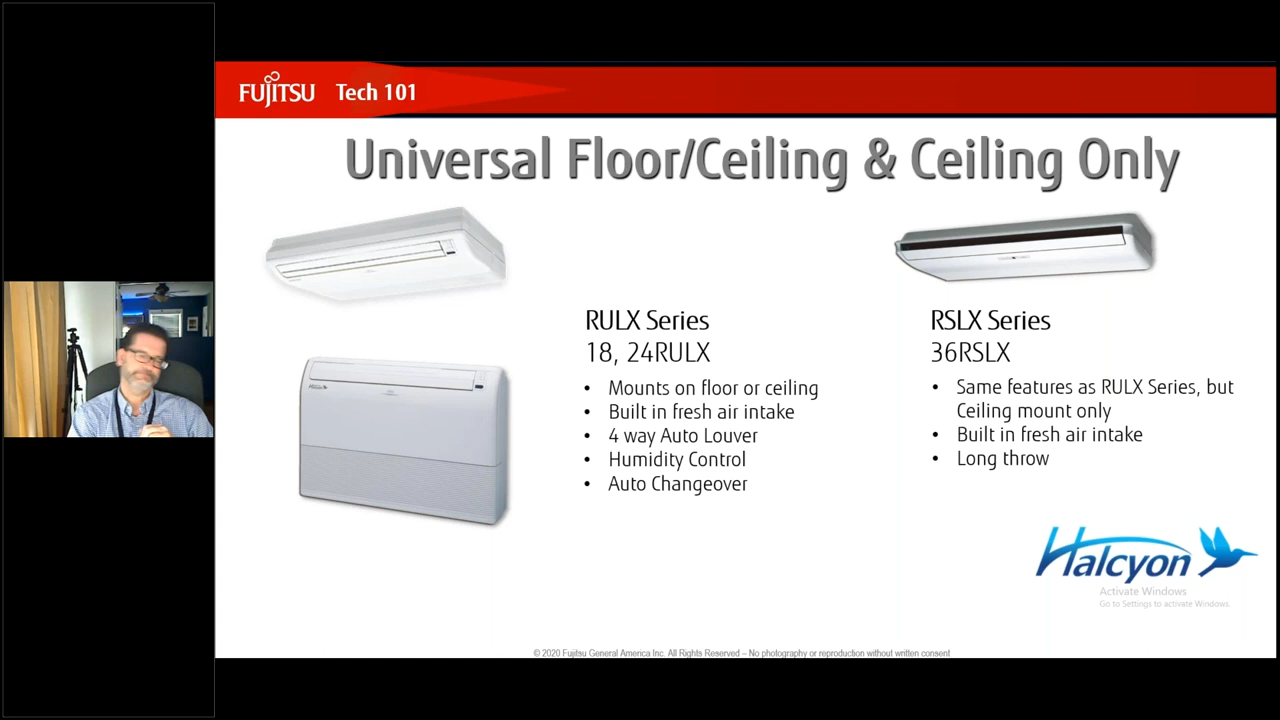 FUJITSU Tech 101
Universal Floor/Ceiling & Ceiling Only
RULX Series
18, 24RULX
• Mounts on floor or ceiling
• Built in fresh air intake
• 4 way Auto Louver
• Humidity Control
• Auto Changeover
RSLX Series
36RSLX
• Same features as RULX Series, but
Ceiling mount only
• Built in fresh air intake
• Long throw
Halcyon
Halcyon
Activate Windows
Go to Settings to activate Windows.
© 2020 Fujitsu General America Inc. All Rights Reserved – No photography or reproduction without written consent